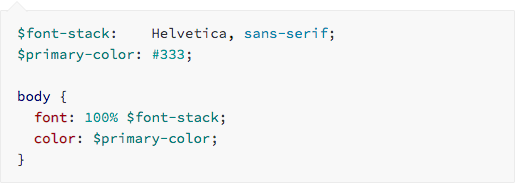 $font-stack:    Helvetica, sans-serif;
$primary-color: #333;

body {
  font: 100% $font-stack;
  color: $primary-color;
}